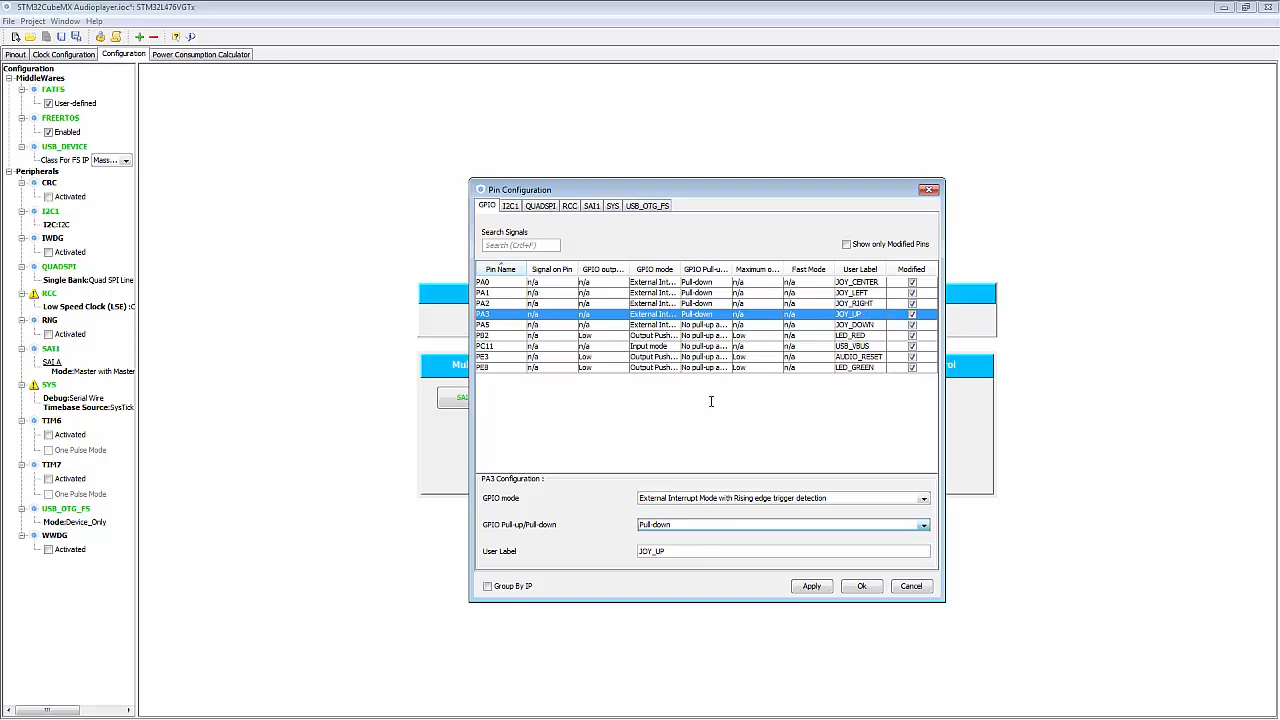 STM32CubeMX Audioplayer.ioc*: STM32L476VGTx
File Project Window Help
Pinout Clock Configuration Configuration Power Consumption Calculator
Configuration
MiddleWares
FATFS
User-defined
FREERTOS
Enabled
USB_DEVICE
Class For FS IP Mass...
Peripherals
CRC
Activated
I2C1
I2C:I2C
IWDG
Activated
QUADSPI
Single Bank:Quad SPI Line
RCC
Low Speed Clock (LSE) :C
RNG
Activated
SAI1
SAI A
Mode:Master with Master
SYS
Debug:Serial Wire
Timebase Source:SysTick
TIM6
Activated
One Pulse Mode
TIM7
Activated
One Pulse Mode
USB_OTG_FS
Mode:Device_Only
WWDG
Activated
Mul
SAI
ol
Pin Configuration
GPIO I2C1 QUADSPI RCC SAI1 SYS USB_OTG_FS
Search Signals
Search (CrtI+F)
Show only Modified Pins
Pin Name Signal on Pin GPIO outp... GPIO mode GPIO Pull-u... Maximum o... Fast Mode User Label Modified
PA0 n/a n/a External Int... Pull-down n/a n/a JOY_CENTER
PA1 n/a n/a External Int... Pull-down n/a n/a JOY_LEFT
PA2 n/a n/a External Int... Pull-down n/a n/a JOY_RIGHT
PA3 n/a n/a External Int... Pull-down n/a n/a JOY_UP
PA5 n/a n/a External Int... No pull-up a... n/a n/a JOY_DOWN
PB2 n/a Low Output Push... No pull-up a... Low n/a LED_RED
PC11 n/a n/a Input mode No pull-up a... n/a n/a USB_VBUS
PE3 n/a Low Output Push... No pull-up a... Low n/a AUDIO_RESET
PE8 n/a Low Output Push... No pull-up a... Low n/a LED_GREEN
PA3 Configuration :
GPIO mode External Interrupt Mode with Rising edge trigger detection
GPIO Pull-up/Pull-down Pull-down
User Label JOY_UP
Group By IP Apply Ok Cancel